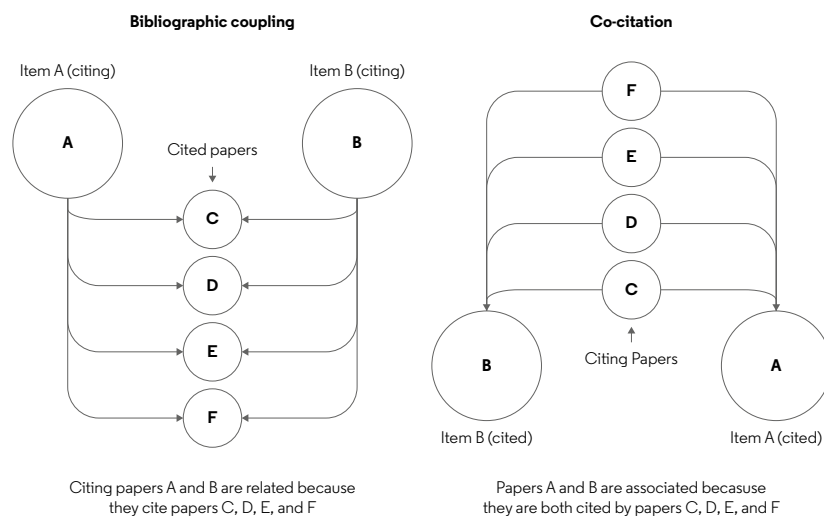 Bibliographic coupling
Item A (citing)
Item B (citing)
A
B
Cited papers
C
D
E
F
Citing papers A and B are related because
they cite papers C, D, E, and F
Co-citation
F
E
D
C
Citing Papers
B
A
Item B (cited)
Item A (cited)
Papers A and B are associated becasuse
they are both cited by papers C, D, E, and F